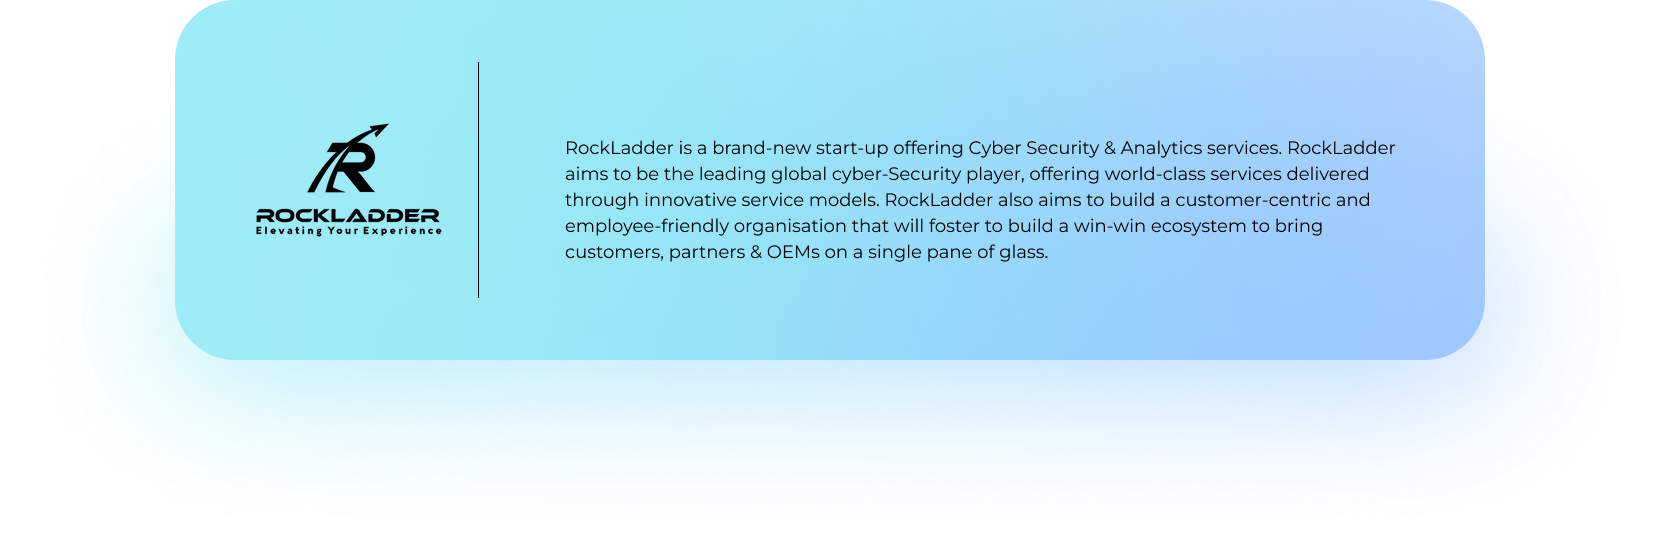 ROCKLADDER
Elevating Your Experience
RockLadder is a brand-new start-up offering Cyber Security & Analytics services. RockLadder
aims to be the leading global cyber-Security player, offering world-class services delivered
through innovative service models. RockLadder also aims to build a customer-centric and
employee-friendly organisation that will foster to build a win-win ecosystem to bring
customers, partners & OEMs on a single pane of glass.